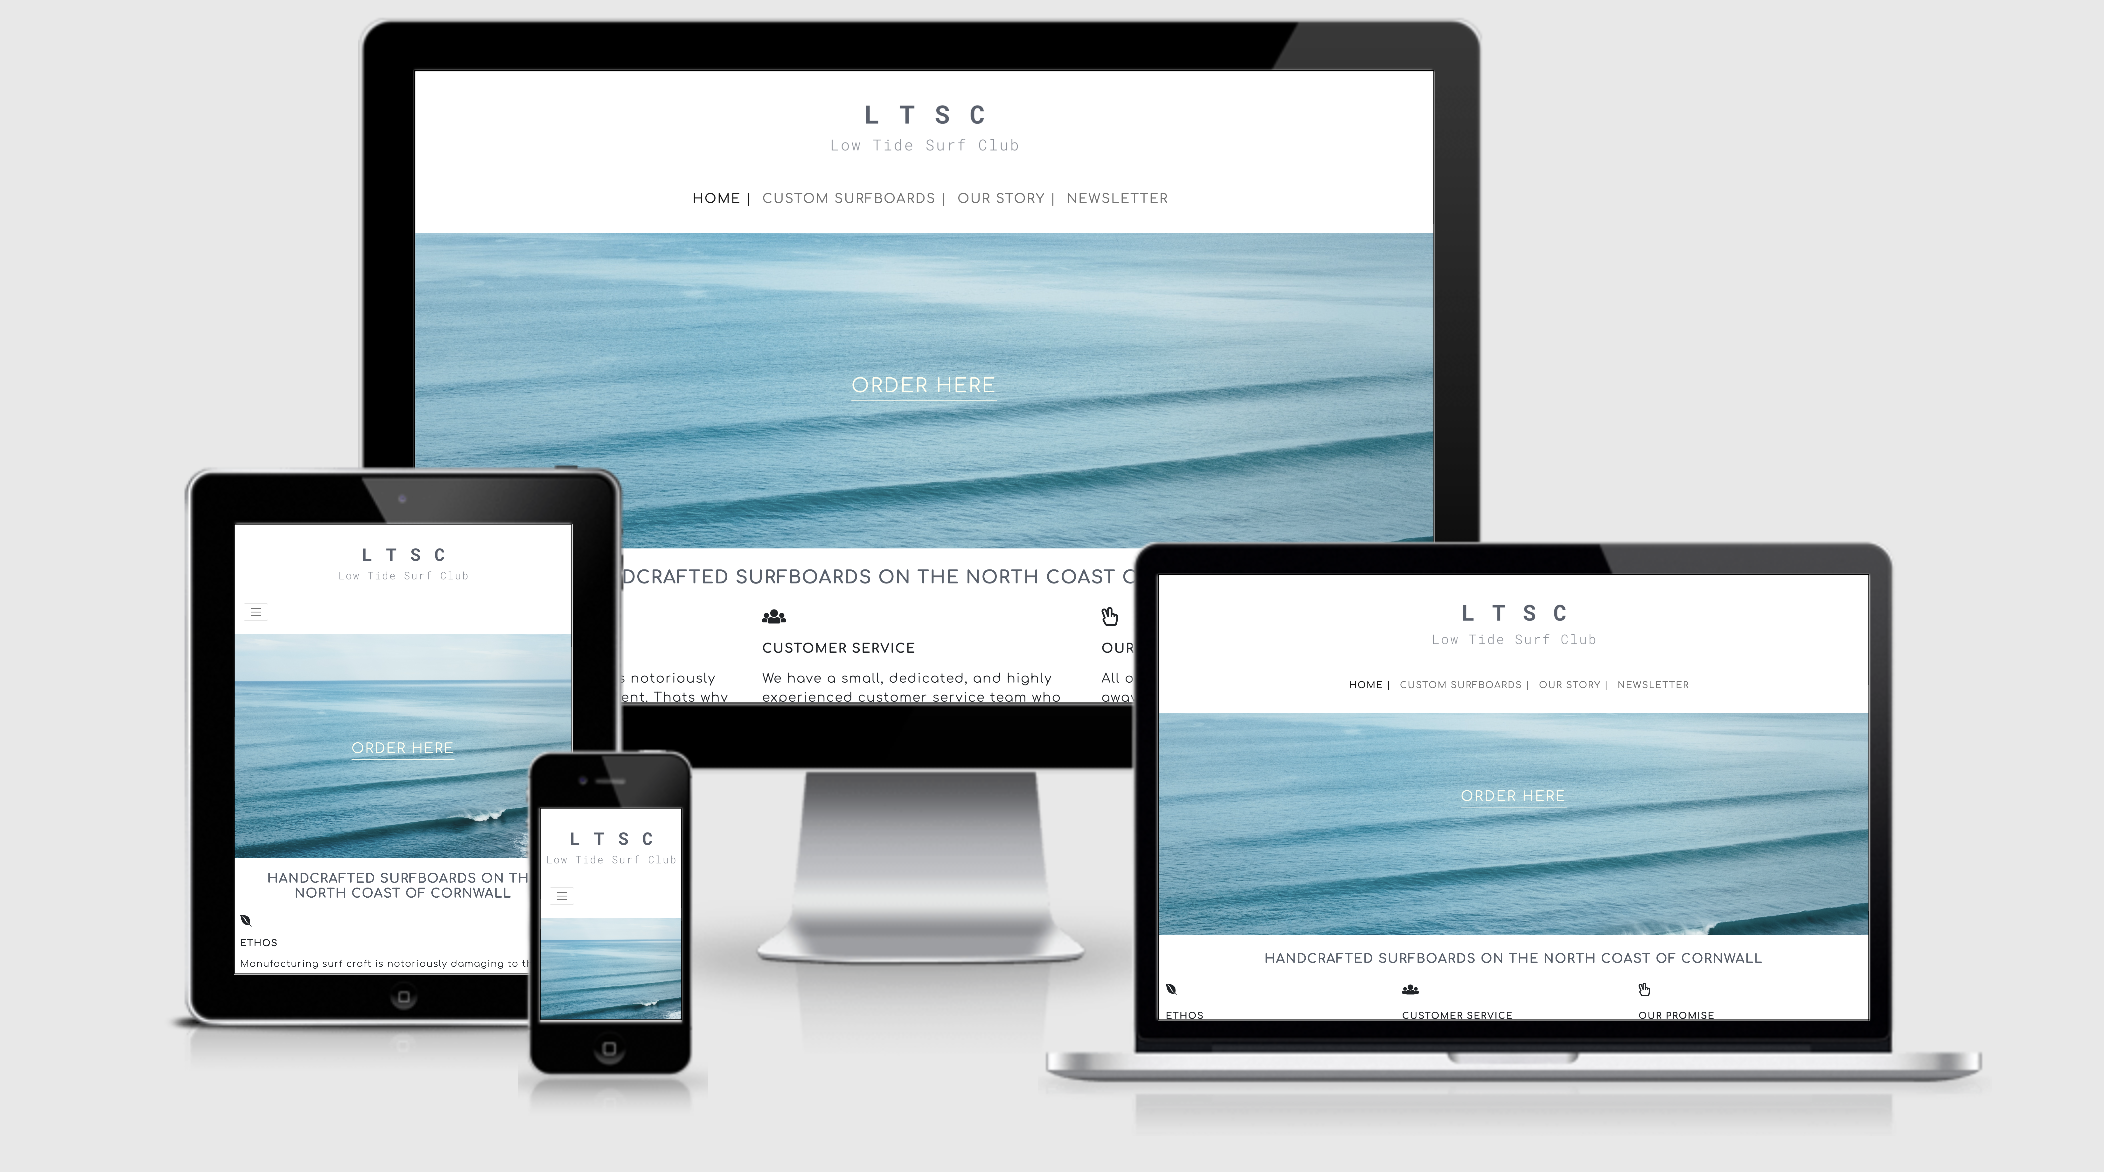 L T S C
Low Tide Surf Club
HOME | CUSTOM SURFBOARDS | OUR STORY | NEWSLETTER
ORDER HERE
DCRAFTED SURFBOARDS ON THE NORTH COAST
CUSTOMER SERVICE
OUR
s notoriously
ent. Thats why
We have a small, dedicated, and highly
experienced customer service team who
All o
away
L T S C
Low Tide Surf Club
ORDER HERE
HANDCRAFTED SURFBOARDS ON TH
NORTH COAST OF CORNWALL
ETHOS
Manufacturing surf craft is notoriously damaging to th
L T S C
Low Tide Surf Club
L T S C
Low Tide Surf Club
HOME | CUSTOM SURFBOARDS | OUR STORY | NEWSLETTER
ORDER HERE
HANDCRAFTED SURFBOARDS ON THE NORTH COAST OF CORNWALL
ETHOS
CUSTOMER SERVICE
OUR PROMISE